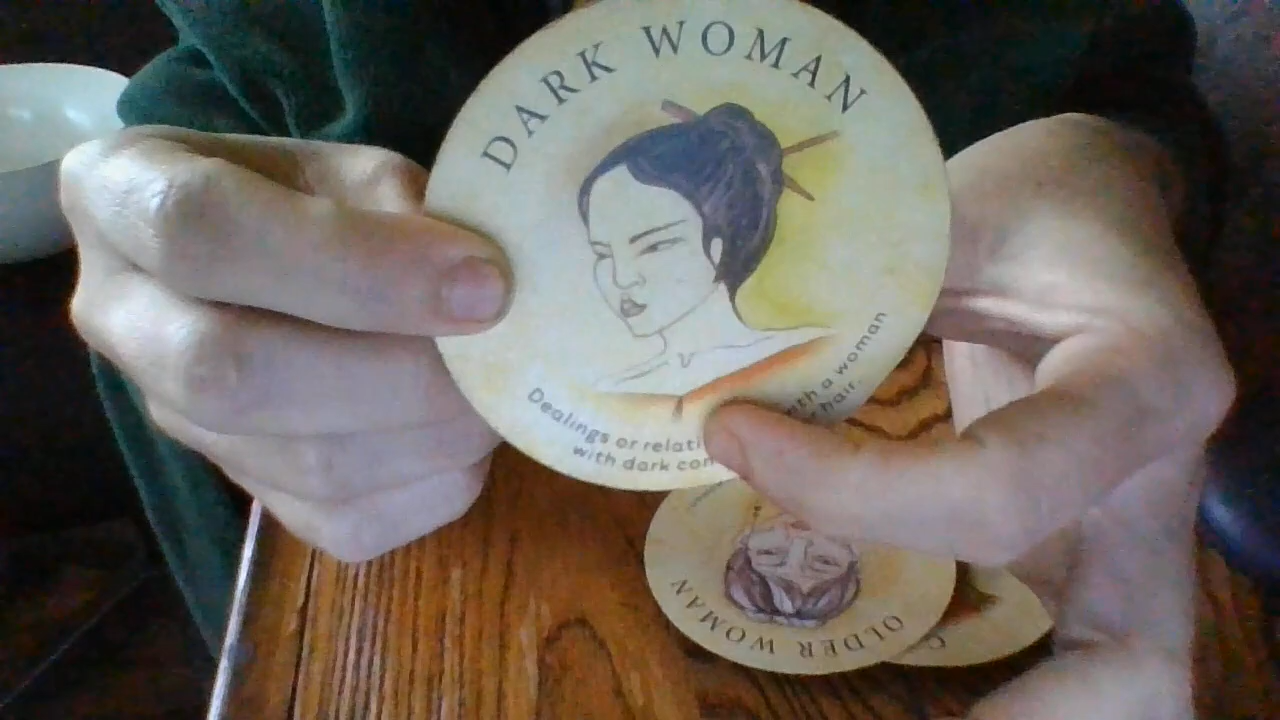 DARK WOMAN
Dealings or relati th a woman
with dark com hair.
OLDER WOMAN